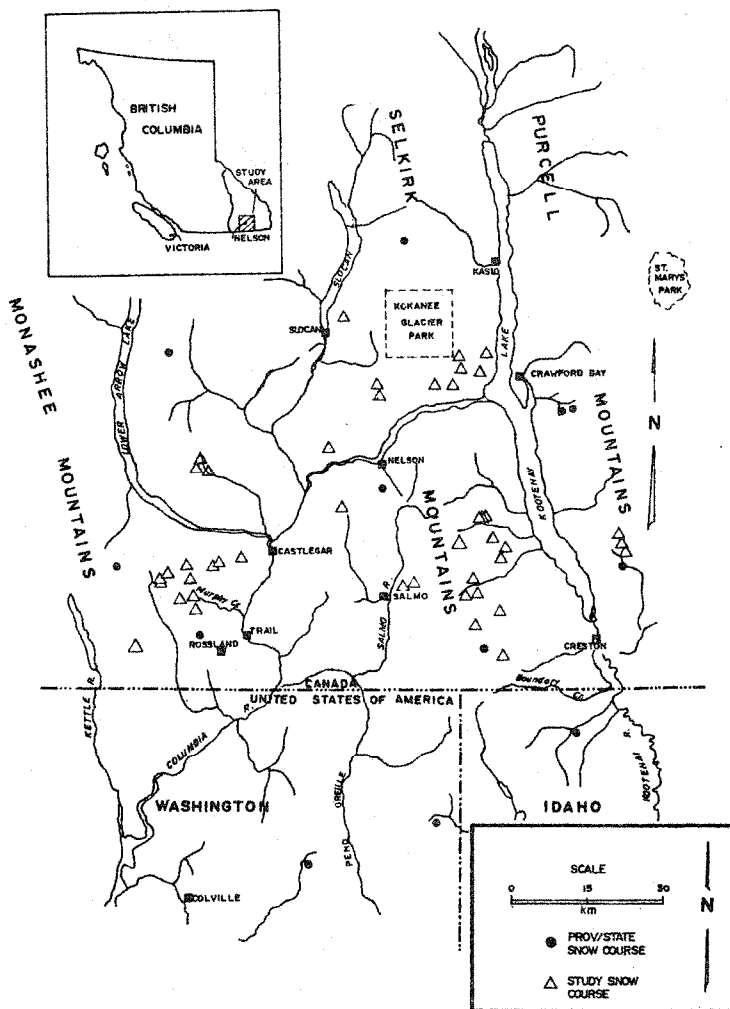 BRITISH
COLUMBIA
STUDY
AREA
VICTORIA
NELSON
SELKIRK
PURCELL
MOUNTAINS
MOUNTAINS
MONASHEE
MOUNTAINS
SLOCAN
SLOCAN
KASLO
KOKANEE
GLACIER
PARK
ST.
MARYS
PARK
LOWER ARROW LAKE
LAKE
CRAWFORD BAY
N
NELSON
KOOTENAY
CASTLEGAR
Murphy Cr.
SALMO
SALMO R.
TRAIL
ROSSLAND
CRESTON
KETTLE R.
CANADA
UNITED STATES OF AMERICA
Boundary Cr.
COLUMBIA R.
WASHINGTON
PEND OREILLE
IDAHO
KOOTENAI R.
COLVILLE
SCALE
0 15 30
km
N
PROV/STATE
SNOW COURSE
STUDY SNOW
COURSE